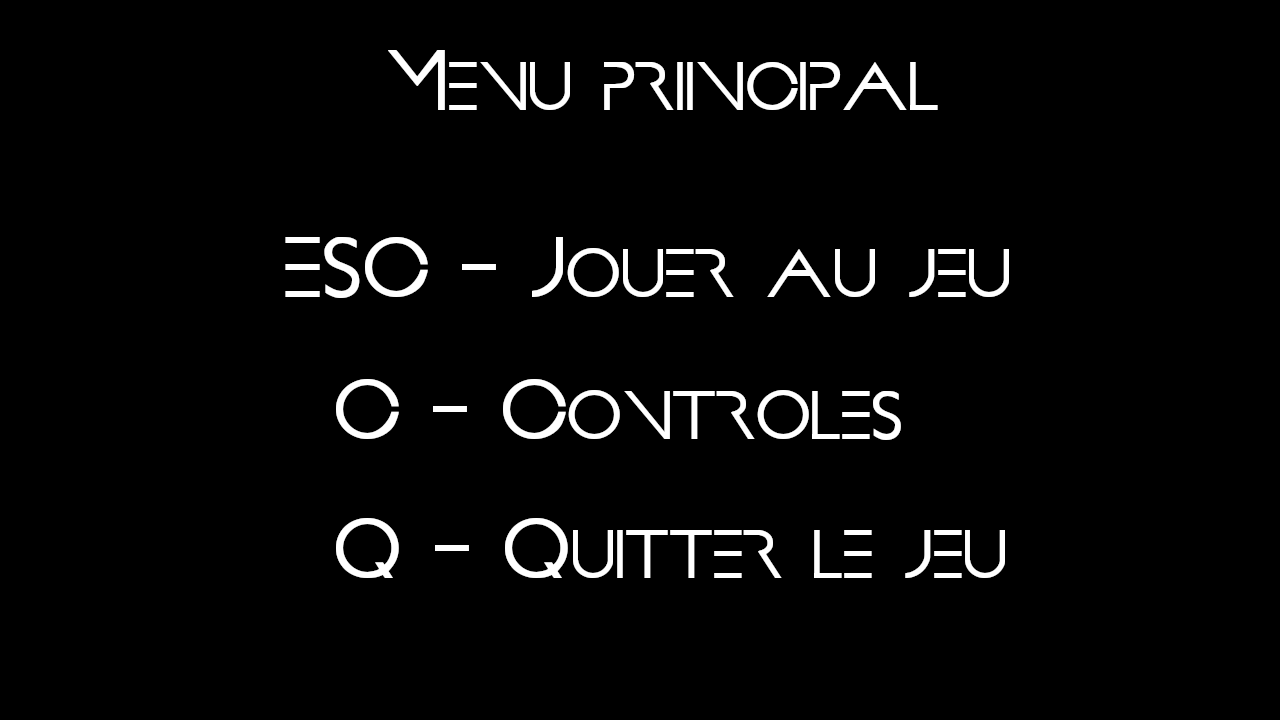 Menu principal
ESC - Jouer au jeu
C - Controles
Q - Quitter le jeu